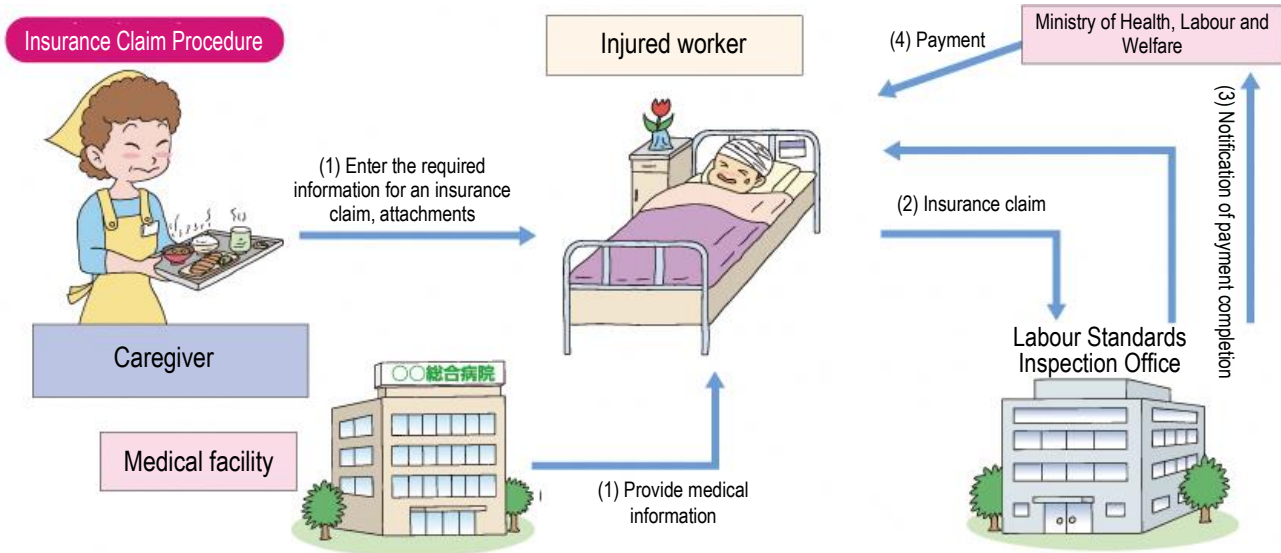 Insurance Claim Procedure
Injured worker
(4) Payment
Ministry of Health, Labour and
Welfare
(1) Enter the required
information for an insurance
claim, attachments
(2) Insurance claim
(3) Notification of payment completion
Caregiver
Labour Standards
Inspection Office
〇〇総合病院
Medical facility
(1) Provide medical
information